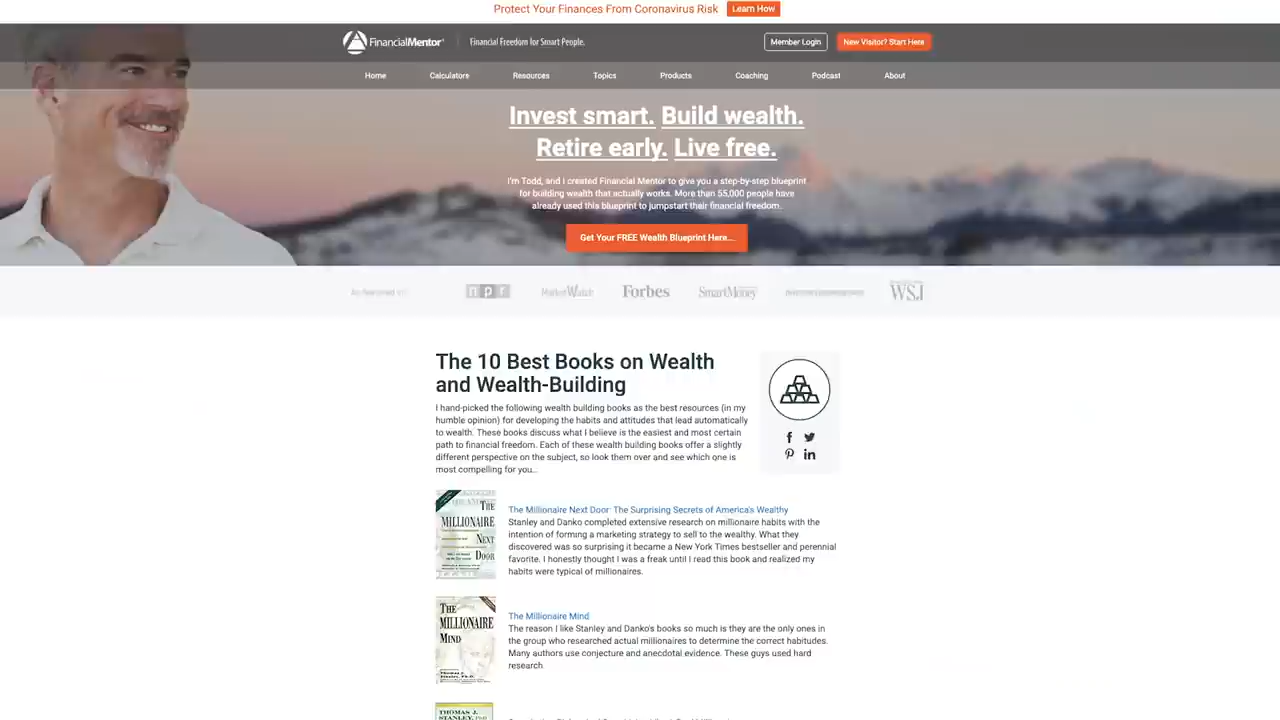 Protect Your Finances From Coronavirus Risk Learn How
FinancialMentor Financial Freedom for Smart People. Member Login New Visitor? Start Here
Home Calculators Resources Topics Products Coaching Podcast About
Invest smart. Build wealth.
Retire early. Live free.
I'm Todd, and I created Financial Mentor to give you a step-by-step blueprint
for building wealth that actually works. More than 55,000 people have
already used this blueprint to jumpstart their financial freedom.
Get Your FREE Wealth Blueprint Here...
npr MarketWatch Forbes SmartMoney WSJ
The 10 Best Books on Wealth
and Wealth-Building
I hand-picked the following wealth building books as the best resources (in my
humble opinion) for developing the habits and attitudes that lead automatically
to wealth. These books discuss what I believe is the easiest and most certain
path to financial freedom. Each of these wealth building books offer a slightly
different perspective on the subject, so look them over and see which one is
most compelling for you...
THE
MILLIONAIRE
NEXT
DOOR
The Millionaire Next Door: The Surprising Secrets of America's Wealthy
Stanley and Danko completed extensive research on millionaire habits with the
intention of forming a marketing strategy to sell to the wealthy. What they
discovered was so surprising it became a New York Times bestseller and perennial
favorite. I honestly thought I was a freak until I read this book and realized my
habits were typical of millionaires.
THE
MILLIONAIRE
MIND
The Millionaire Mind
The reason I like Stanley and Danko's books so much is they are the only ones in
the group who researched actual millionaires to determine the correct habitudes.
Many authors use conjecture and anecdotal evidence. These guys used hard
research
THOMAS J.
STANLEY, Ph.D.